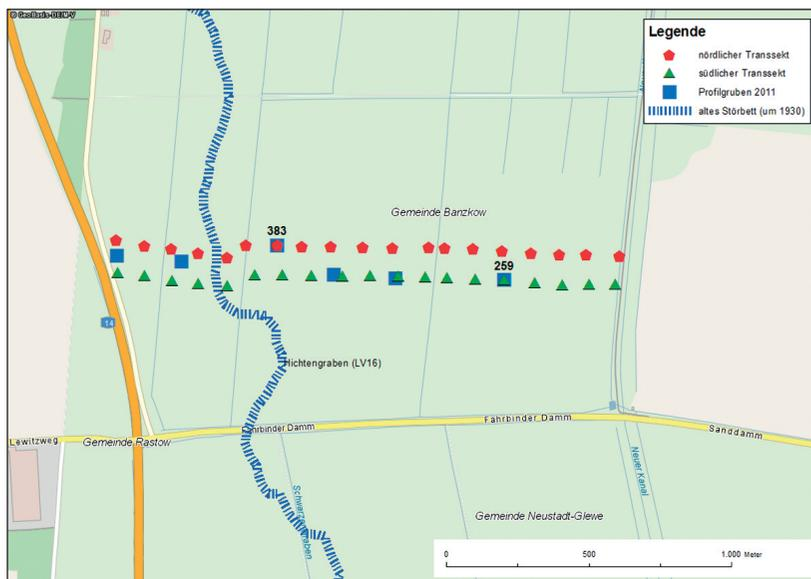 © GeoBasis-DE/M-V
Legende
nördlicher Transsekt
südlicher Transsekt
Profilgruben 2011
altes Störbett (um 1930)
Gemeinde Banzkow
383
259
14
Hichtengraben (LV16)
Fahrbinder Damm
Fahrbinder Damm
Sanddamm
Lewitzweg
Gemeinde Rastow
Neuer Kanal
Schwarzer Graben
Gemeinde Neustadt-Glewe
0 500 1.000 Meter